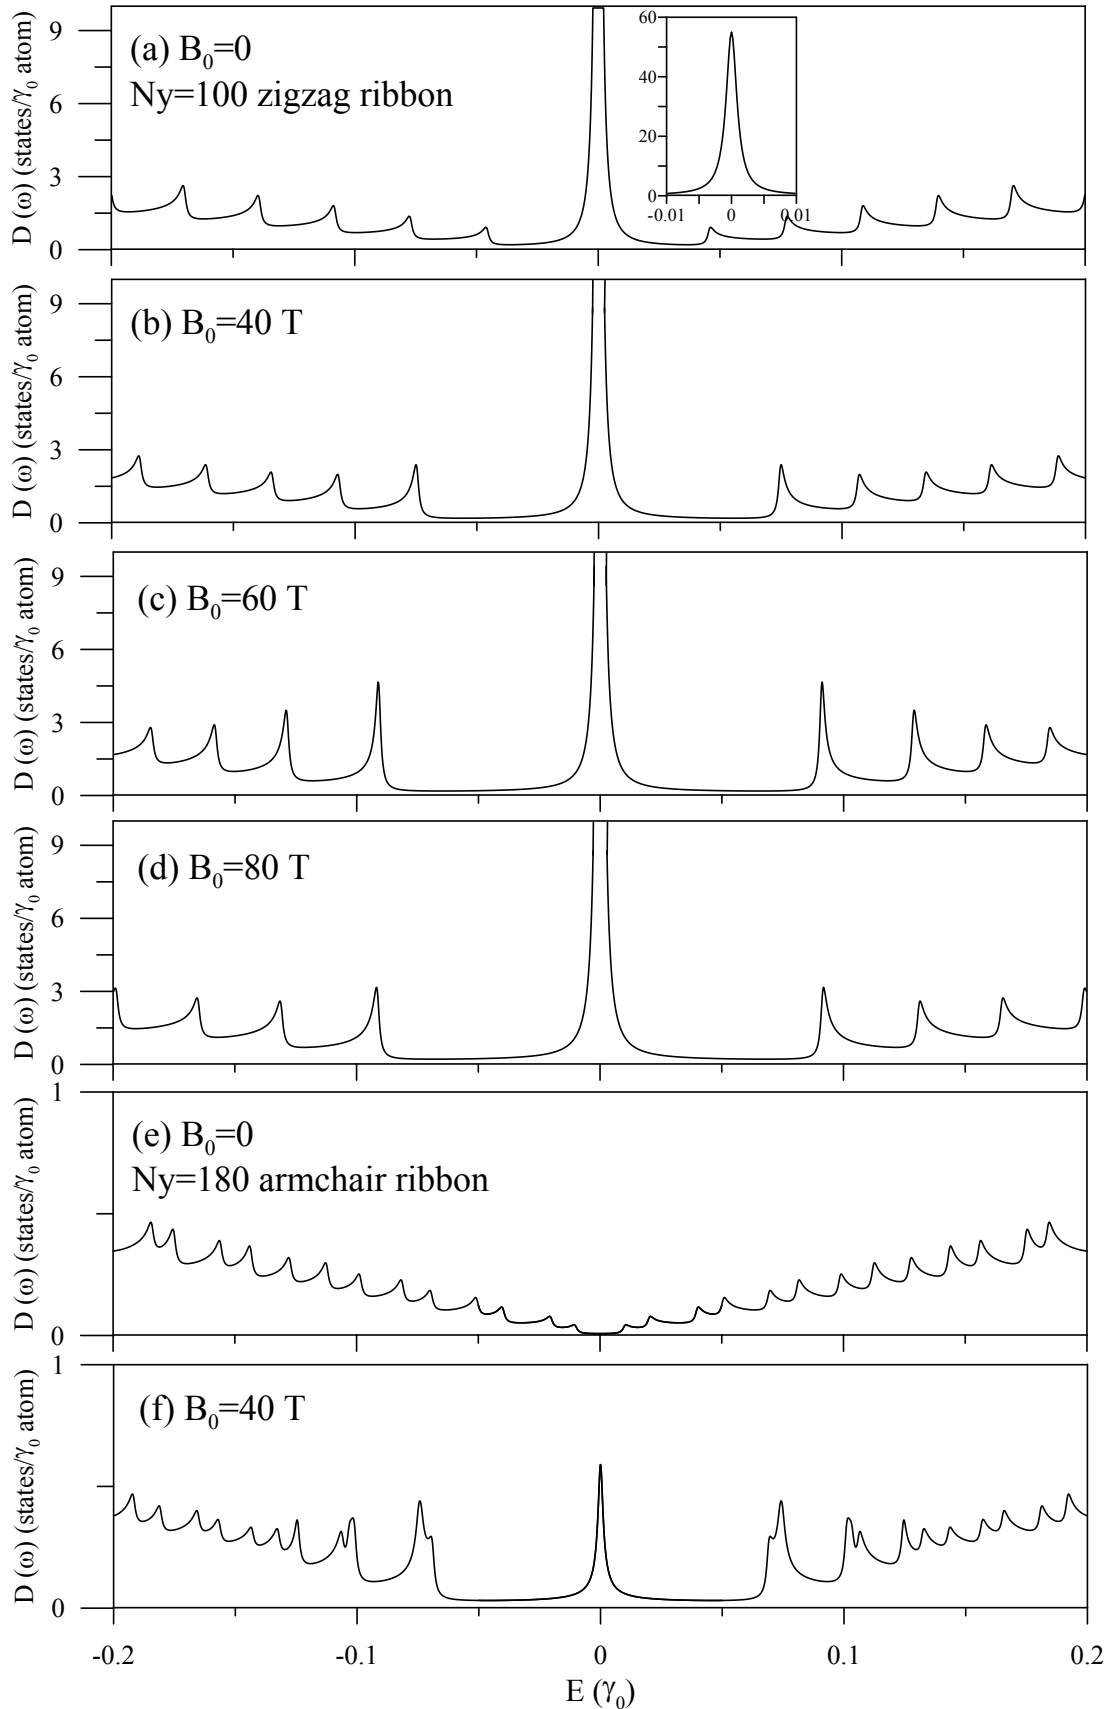 D (ω) (states/γ₀ atom)
9
6
3
0
(a) B₀=0
Ny=100 zigzag ribbon
60
40
20
0
-0.01
0
0.01
D (ω) (states/γ₀ atom)
9
6
3
0
(b) B₀=40 T
D (ω) (states/γ₀ atom)
9
6
3
0
(c) B₀=60 T
D (ω) (states/γ₀ atom)
9
6
3
0
(d) B₀=80 T
D (ω) (states/γ₀ atom)
1
0
(e) B₀=0
Ny=180 armchair ribbon
D (ω) (states/γ₀ atom)
1
0
(f) B₀=40 T
-0.2 -0.1 0 0.1 0.2
E (γ₀)